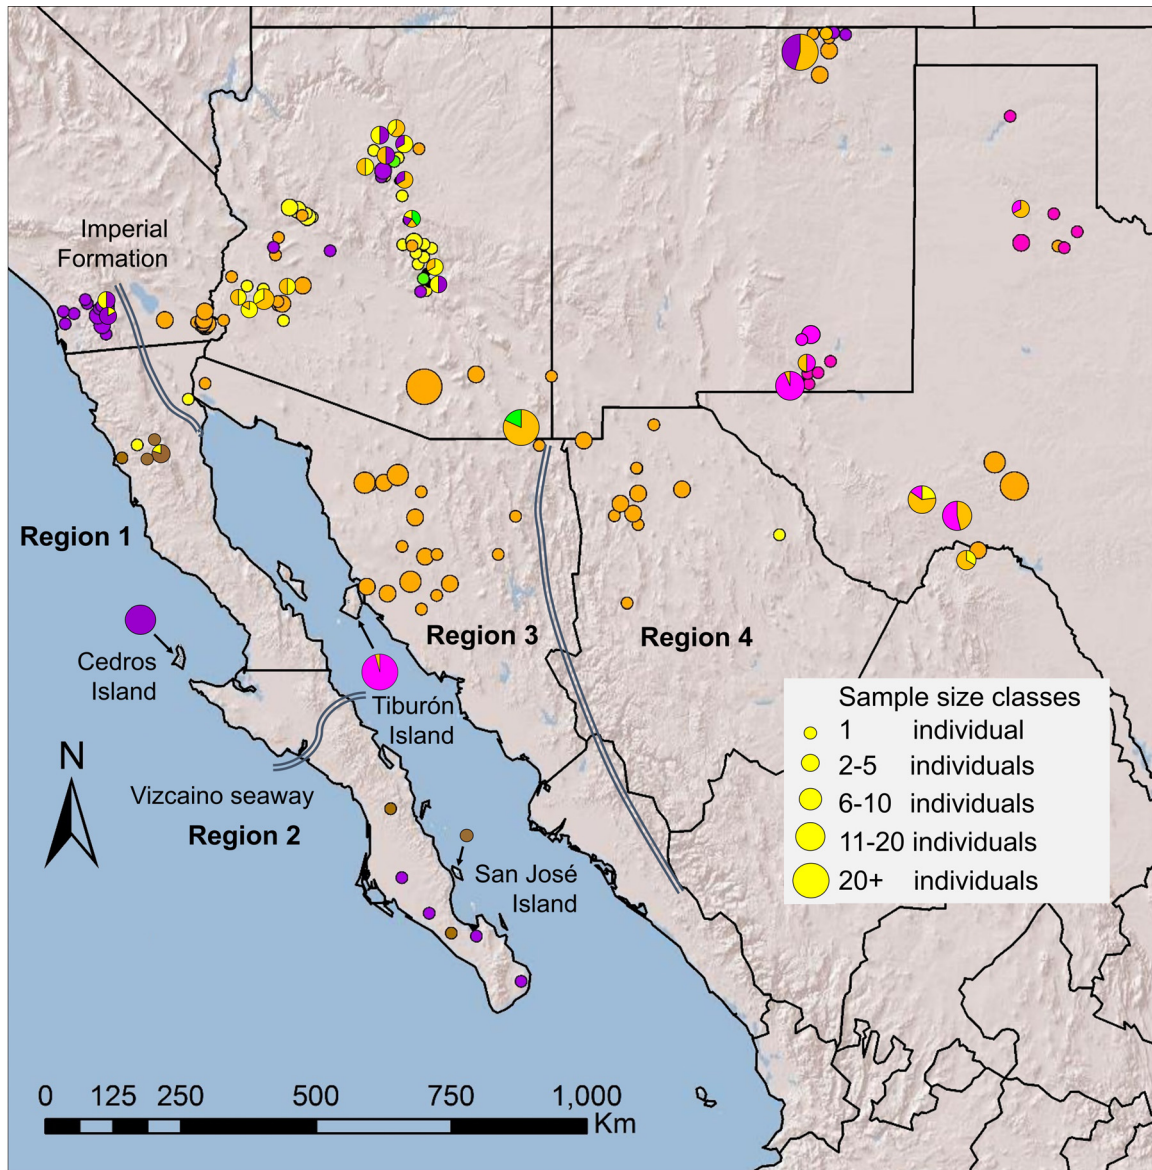 Imperial
Formation
Region 1
Cedros
Island
Region 3
Region 4
Tiburón
Island
Sample size classes
1 individual
2-5 individuals
6-10 individuals
11-20 individuals
20+ individuals
N
Vizcaino seaway
Region 2
San José
Island
0 125 250 500 750 1,000
Km